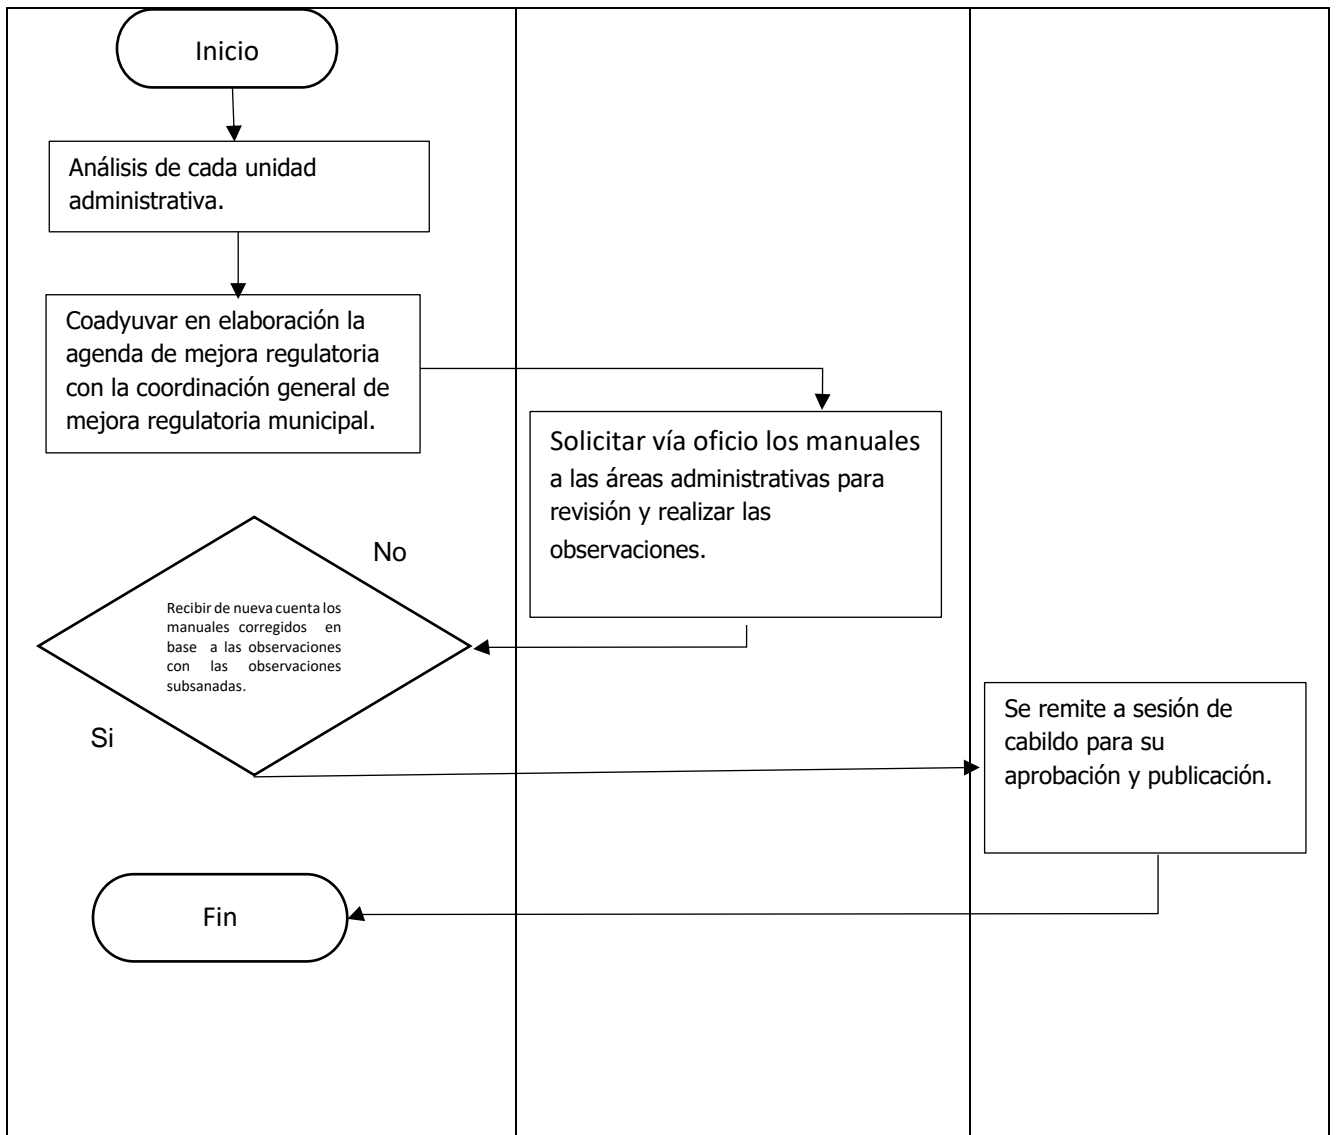 Inicio
Análisis de cada unidad
administrativa.
Coadyuvar en elaboración la
agenda de mejora regulatoria
con la coordinación general de
mejora regulatoria municipal.
Solicitar vía oficio los manuales
a las áreas administrativas para
revisión y realizar las
observaciones.
No
Recibir de nueva cuenta los
manuales corregidos en
base a las observaciones
con las observaciones
subsanadas.
Si
Se remite a sesión de
cabildo para su
aprobación y publicación.
Fin